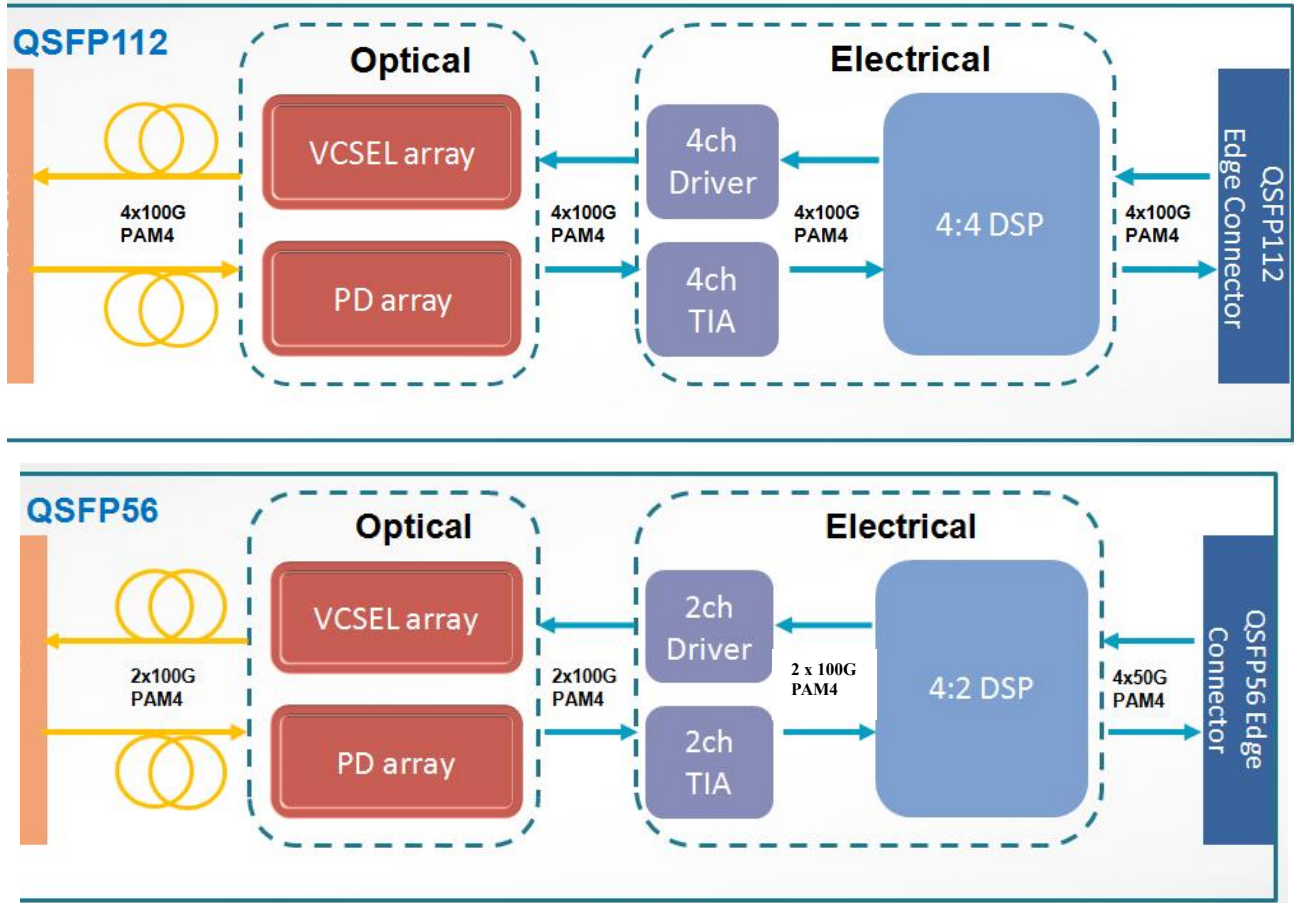 QSFP112
Optical
Electrical
VCSEL array
PD array
4x100G
PAM4
4x100G
PAM4
4ch
Driver
4ch
TIA
4x100G
PAM4
4:4 DSP
4x100G
PAM4
QSFP112
Edge Connector
QSFP56
Optical
Electrical
VCSEL array
PD array
2x100G
PAM4
2x100G
PAM4
2ch
Driver
2ch
TIA
2 x 100G
PAM4
4:2 DSP
4x50G
PAM4
QSFP56 Edge
Connector